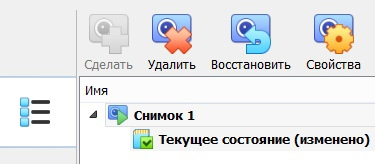 Сделать Удалить Восстановить Свойства
Имя
Снимок 1
Текущее состояние (изменено)